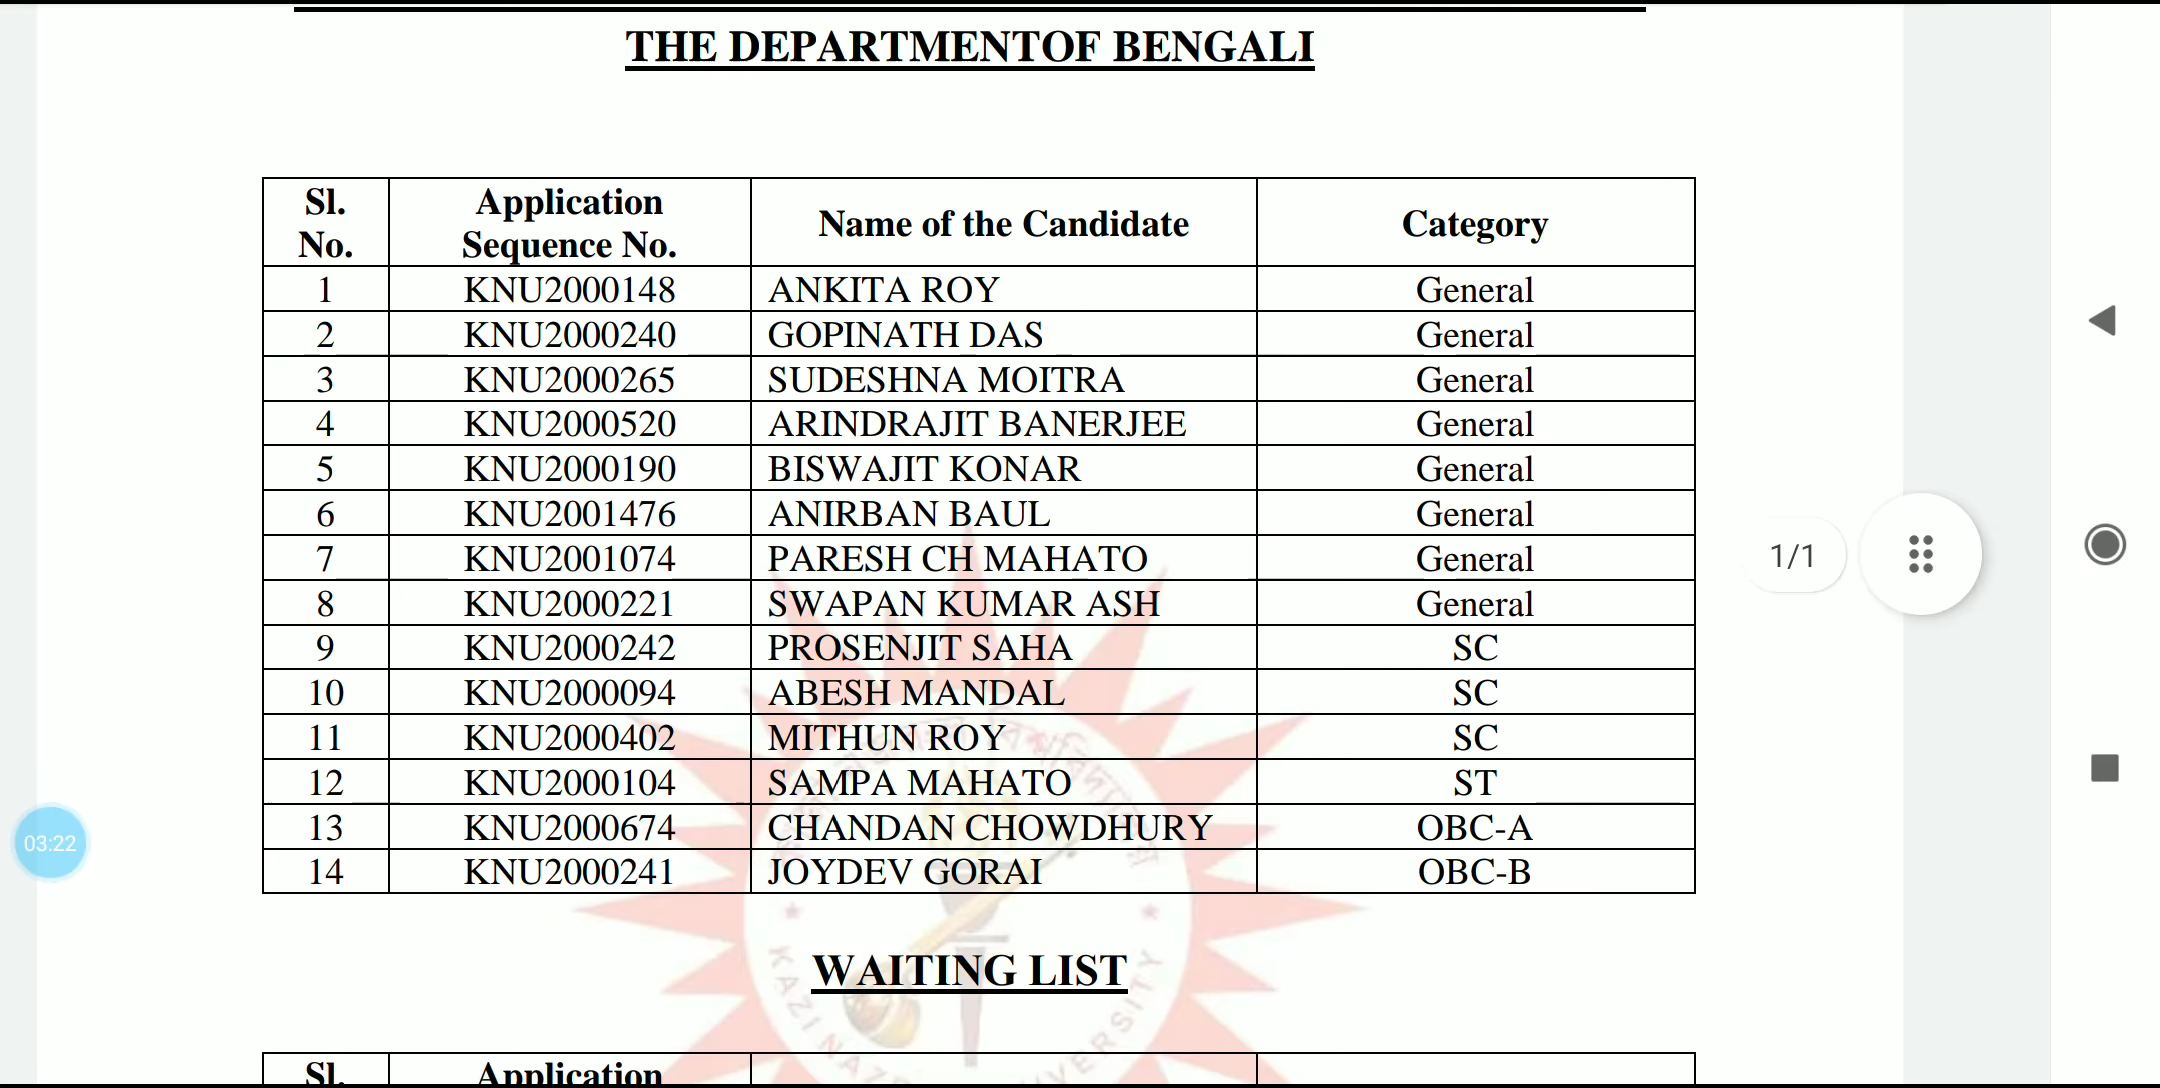 THE DEPARTMENTOF BENGALI
Sl. No. Application Sequence No. Name of the Candidate Category
1 KNU2000148 ANKITA ROY General
2 KNU2000240 GOPINATH DAS General
3 KNU2000265 SUDESHNA MOITRA General
4 KNU2000520 ARINDRAJIT BANERJEE General
5 KNU2000190 BISWAJIT KONAR General
6 KNU2001476 ANIRBAN BAUL General
7 KNU2001074 PARESH CH MAHATO General
8 KNU2000221 SWAPAN KUMAR ASH General
9 KNU2000242 PROSENJIT SAHA SC
10 KNU2000094 ABESH MANDAL SC
11 KNU2000402 MITHUN ROY SC
12 KNU2000104 SAMPA MAHATO ST
13 KNU2000674 CHANDAN CHOWDHURY OBC-A
14 KNU2000241 JOYDEV GORAI OBC-B
WAITING LIST
Sl. Application
1/1
03:22
KAZI